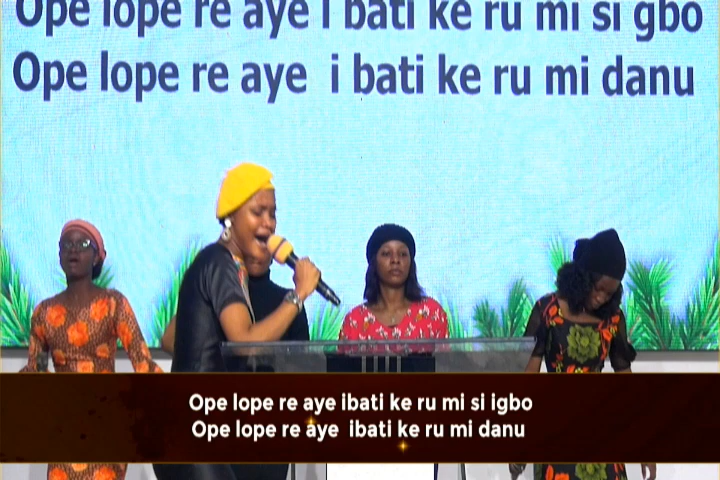 Ope lope re aye i bati ke ru mi si gbo
Ope lope re aye i bati ke ru mi danu
Ope lope re aye ibati ke ru mi si igbo
Ope lope re aye ibati ke ru mi danu